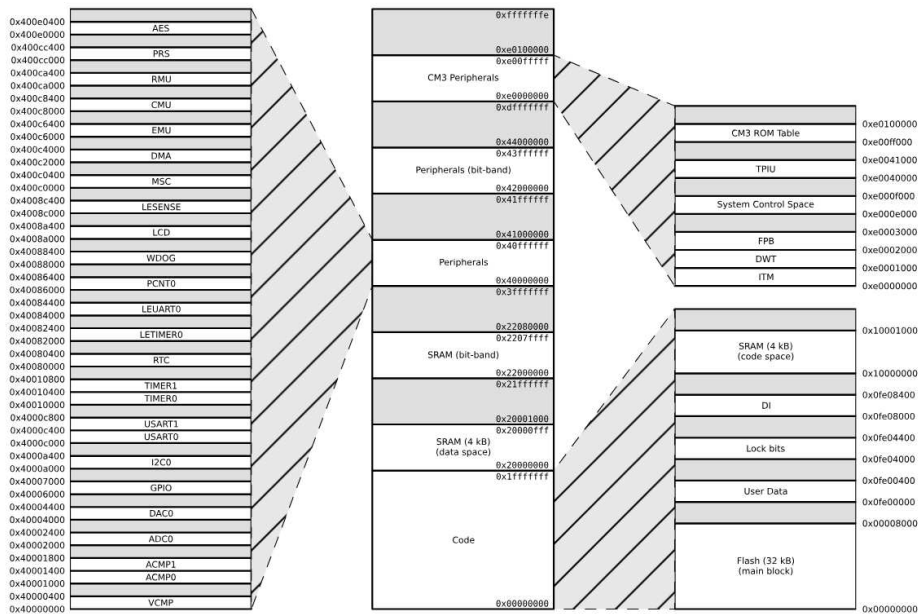 0x400e0400
AES
0x400e0000
0x400cc400
PRS
0x400cc000
0x400ca400
RMU
0x400ca000
0x400c8400
CMU
0x400c8000
0x400c6400
EMU
0x400c6000
0x400c4000
DMA
0x400c2000
0x400c0400
MSC
0x400c0000
0x4008c400
LESENSE
0x4008c000
0x4008a400
LCD
0x4008a000
0x40088400
WDOG
0x40088000
0x40086400
PCNT0
0x40086000
0x40084400
LEUART0
0x40084000
0x40082400
LETIMER0
0x40082000
0x40080400
RTC
0x40080000
0x40010800
TIMER1
0x40010400
TIMER0
0x40010000
0x4000c800
USART1
0x4000c400
USART0
0x4000c000
0x4000a400
I2C0
0x4000a000
0x40007000
GPIO
0x40006000
0x40004400
DAC0
0x40004000
0x40002400
ADC0
0x40002000
0x40001800
ACMP1
0x40001400
ACMP0
0x40001000
0x40000400
VCMP
0x40000000
0xfffffffe
0xe0100000
0xe00fffff
CM3 Peripherals
0xe0000000
0xdfffffff
0x44000000
0x43ffffff
Peripherals (bit-band)
0x42000000
0x41ffffff
0x41000000
0x40ffffff
Peripherals
0x40000000
0x3fffffff
0x22080000
0x2207ffff
SRAM (bit-band)
0x22000000
0x21ffffff
0x20001000
0x20000fff
SRAM (4 kB)
(data space)
0x20000000
0x1fffffff
Code
0x00000000
0xe0100000
CM3 ROM Table
0xe00ff000
0xe0041000
TPIU
0xe0040000
0xe000f000
System Control Space
0xe000e000
0xe0003000
FPB
0xe0002000
DWT
0xe0001000
ITM
0xe0000000
0x10001000
SRAM (4 kB)
(code space)
0x10000000
0x0fe08400
DI
0x0fe08000
0x0fe04400
Lock bits
0x0fe04000
0x0fe00400
User Data
0x0fe00000
0x00008000
Flash (32 kB)
(main block)
0x00000000